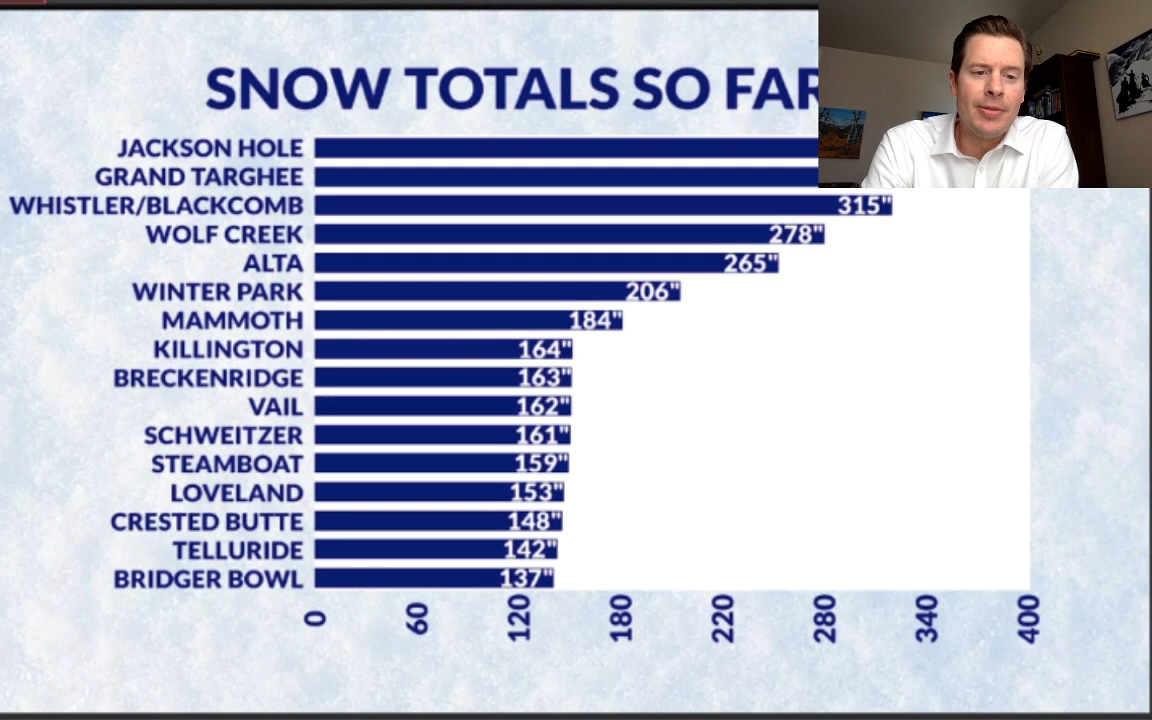 SNOW TOTALS SO FAR
JACKSON HOLE
GRAND TARGHEE
WHISTLER/BLACKCOMB 315"
WOLF CREEK 278"
ALTA 265"
WINTER PARK 206"
MAMMOTH 184"
KILLINGTON 164"
BRECKENRIDGE 163"
VAIL 162"
SCHWEITZER 161"
STEAMBOAT 159"
LOVELAND 153"
CRESTED BUTTE 148"
TELLURIDE 142"
BRIDGER BOWL 137"
0 60 120 180 220 280 340 400